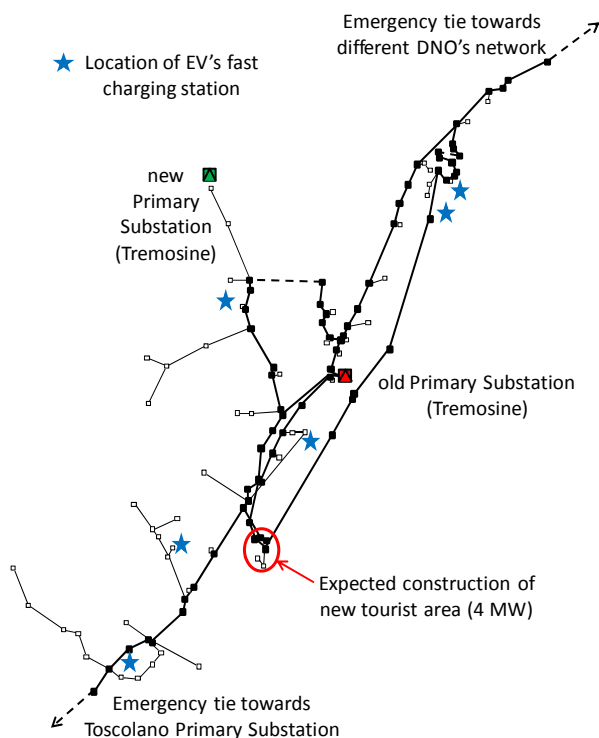 Emergency tie towards
different DNO's network
Location of EV's fast
charging station
new
Primary
Substation
(Tremosine)
old Primary Substation
(Tremosine)
Expected construction of
new tourist area (4 MW)
Emergency tie towards
Toscolano Primary Substation